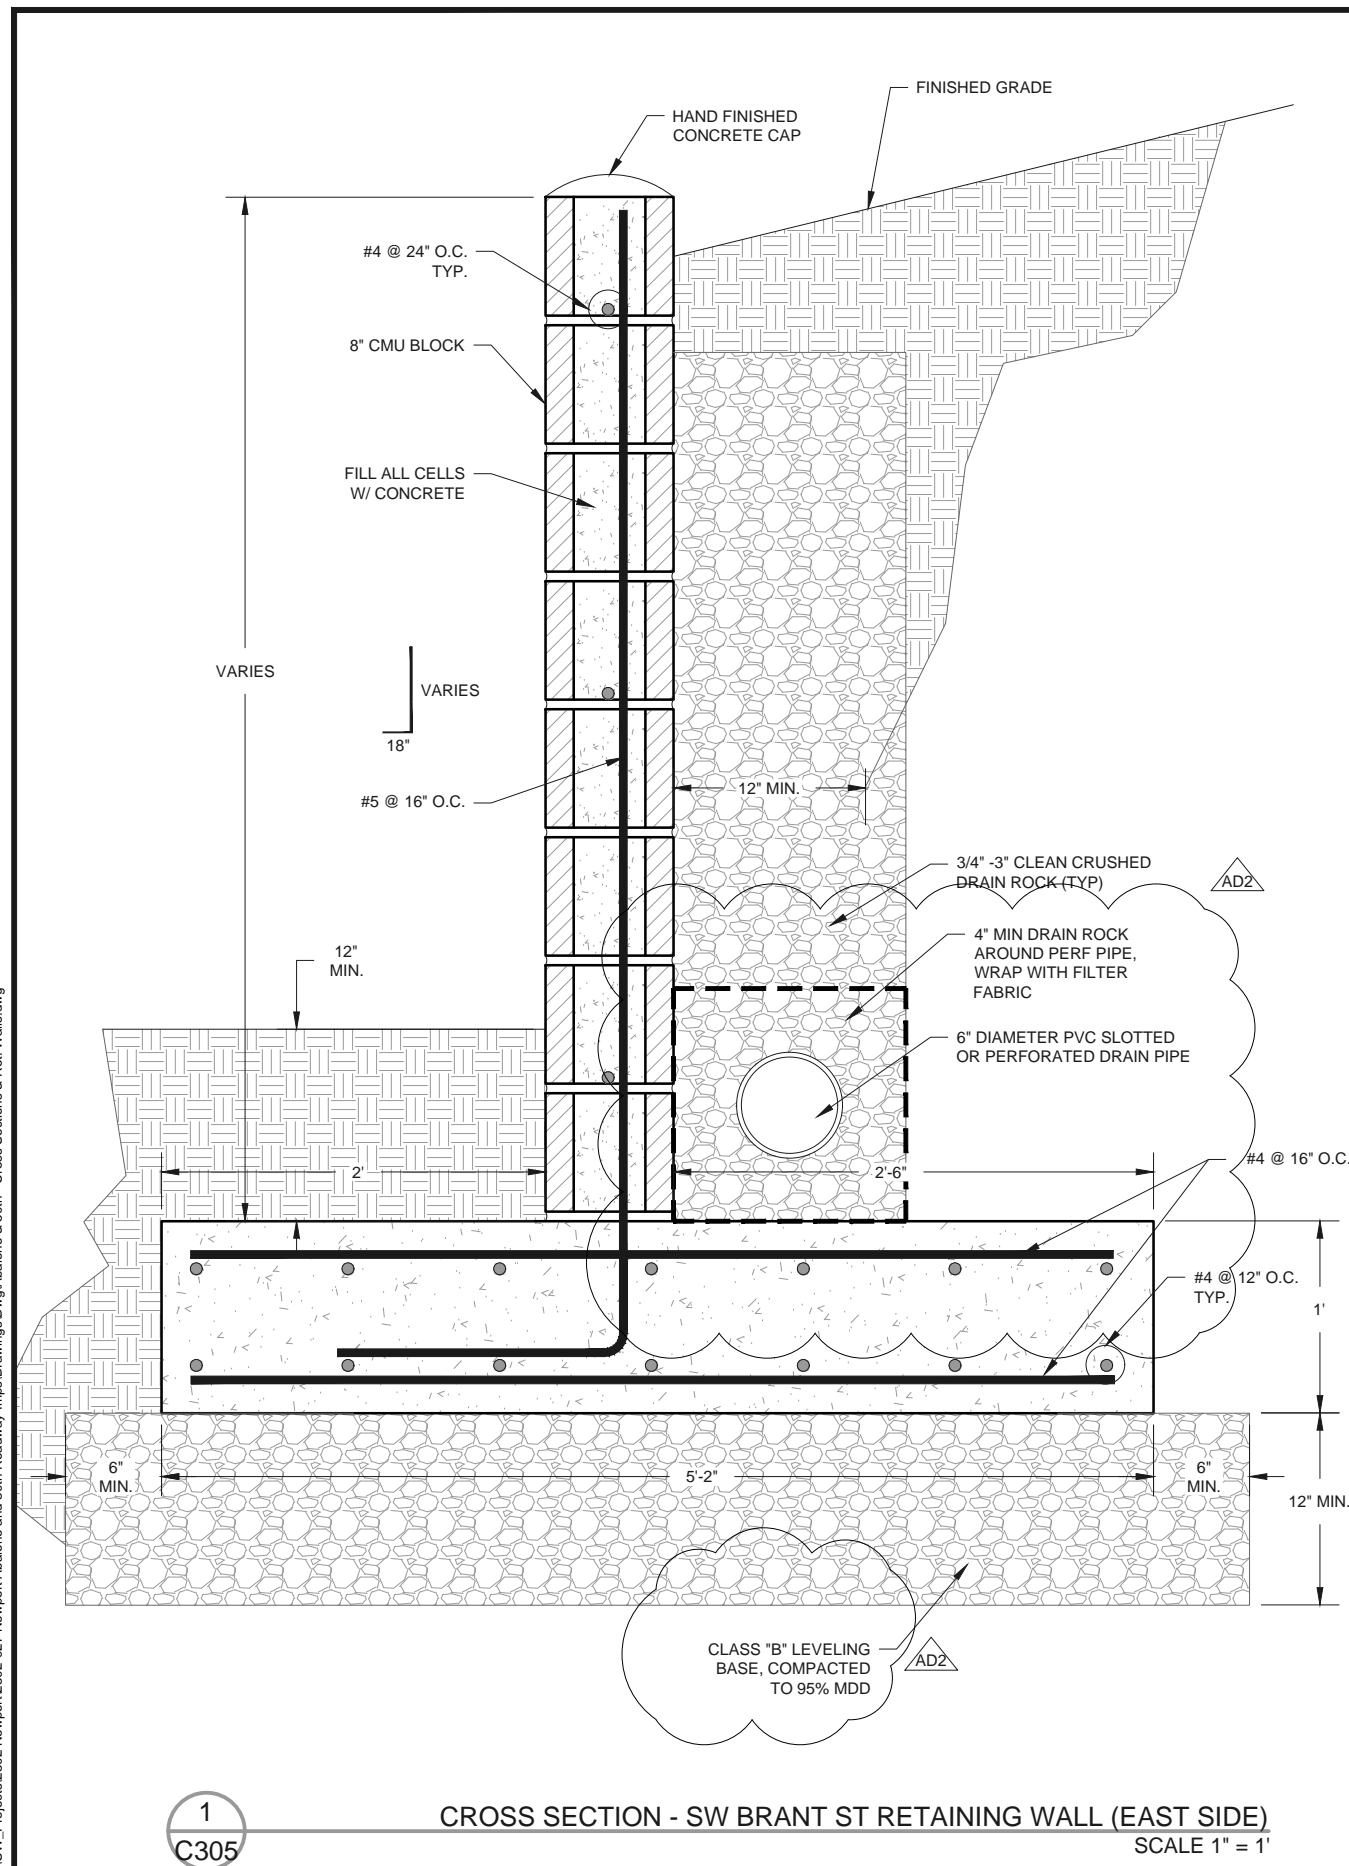 FINISHED GRADE
HAND FINISHED
CONCRETE CAP
#4 @ 24" O.C.
TYP.
8" CMU BLOCK
FILL ALL CELLS
W/ CONCRETE
VARIES
VARIES
18"
#5 @ 16" O.C.
12" MIN.
3/4" -3" CLEAN CRUSHED
DRAIN ROCK (TYP)
AD2
4" MIN DRAIN ROCK
AROUND PERF PIPE,
WRAP WITH FILTER
FABRIC
12"
MIN.
6" DIAMETER PVC SLOTTED
OR PERFORATED DRAIN PIPE
2'
2'-6"
#4 @ 16" O.C.
#4 @ 12" O.C.
TYP.
1'
6"
MIN.
5'-2"
6"
MIN.
12" MIN.
CLASS "B" LEVELING
BASE, COMPACTED
TO 95% MDD
AD2
1
C305
CROSS SECTION - SW BRANT ST RETAINING WALL (EAST SIDE)
SCALE 1" = 1'